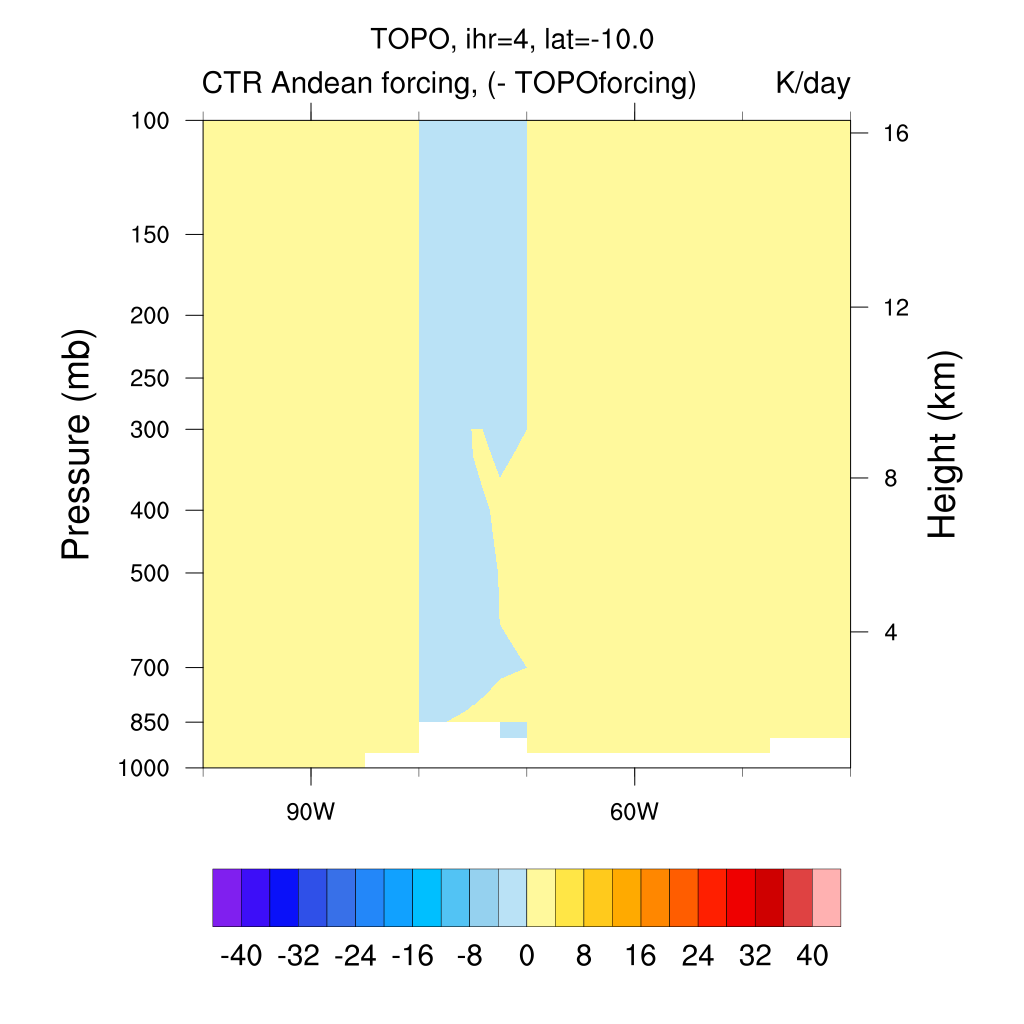 TOPO, ihr=4, lat=-10.0
CTR Andean forcing, (- TOPOforcing) K/day
100
150
200
250
300
400
500
700
850
1000
Pressure (mb)
16
12
8
4
Height (km)
90W 60W
-40 -32 -24 -16 -8 0 8 16 24 32 40